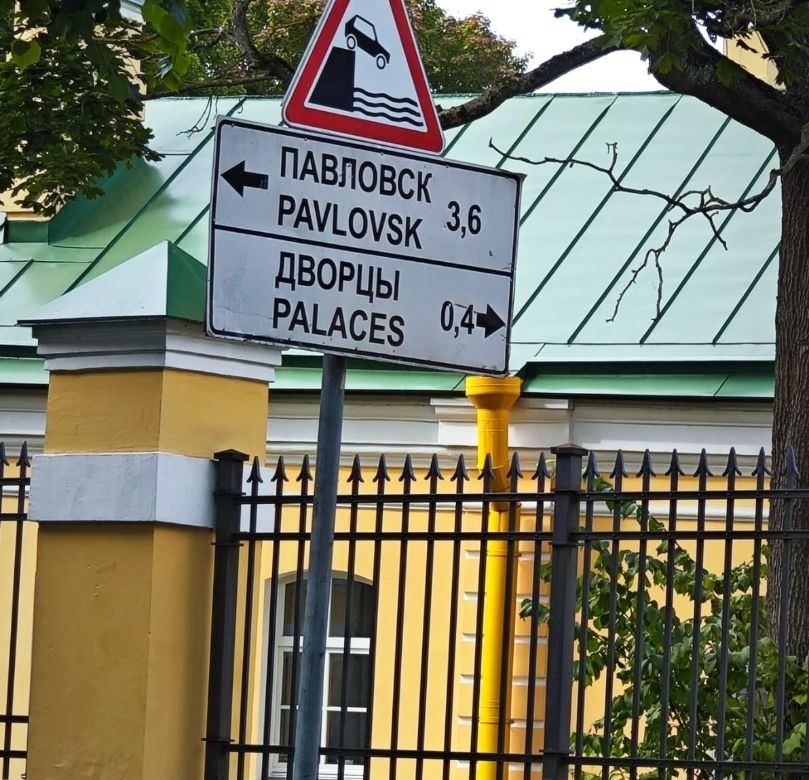 ПАВЛОВСК
PAVLOVSK
3,6
ДВОРЦЫ
PALACES
0,4